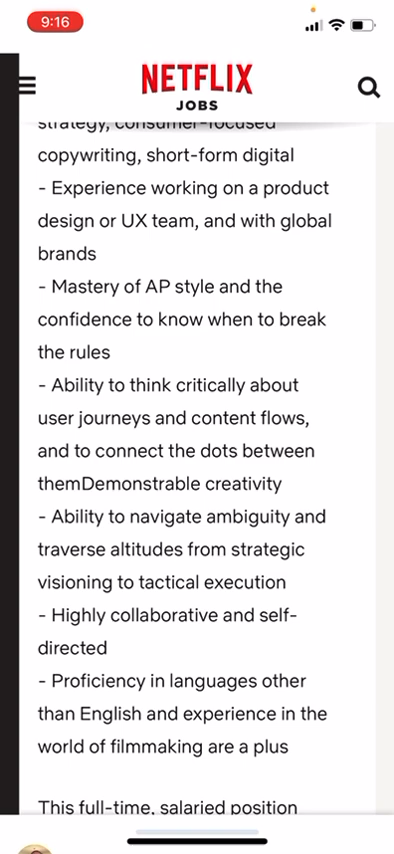 9:16
NETFLIX
JOBS
strategy, consumer-focused
copywriting, short-form digital
- Experience working on a product
design or UX team, and with global
brands
- Mastery of AP style and the
confidence to know when to break
the rules
- Ability to think critically about
user journeys and content flows,
and to connect the dots between
themDemonstrable creativity
- Ability to navigate ambiguity and
traverse altitudes from strategic
visioning to tactical execution
- Highly collaborative and self-
directed
- Proficiency in languages other
than English and experience in the
world of filmmaking are a plus
This full-time, salaried position